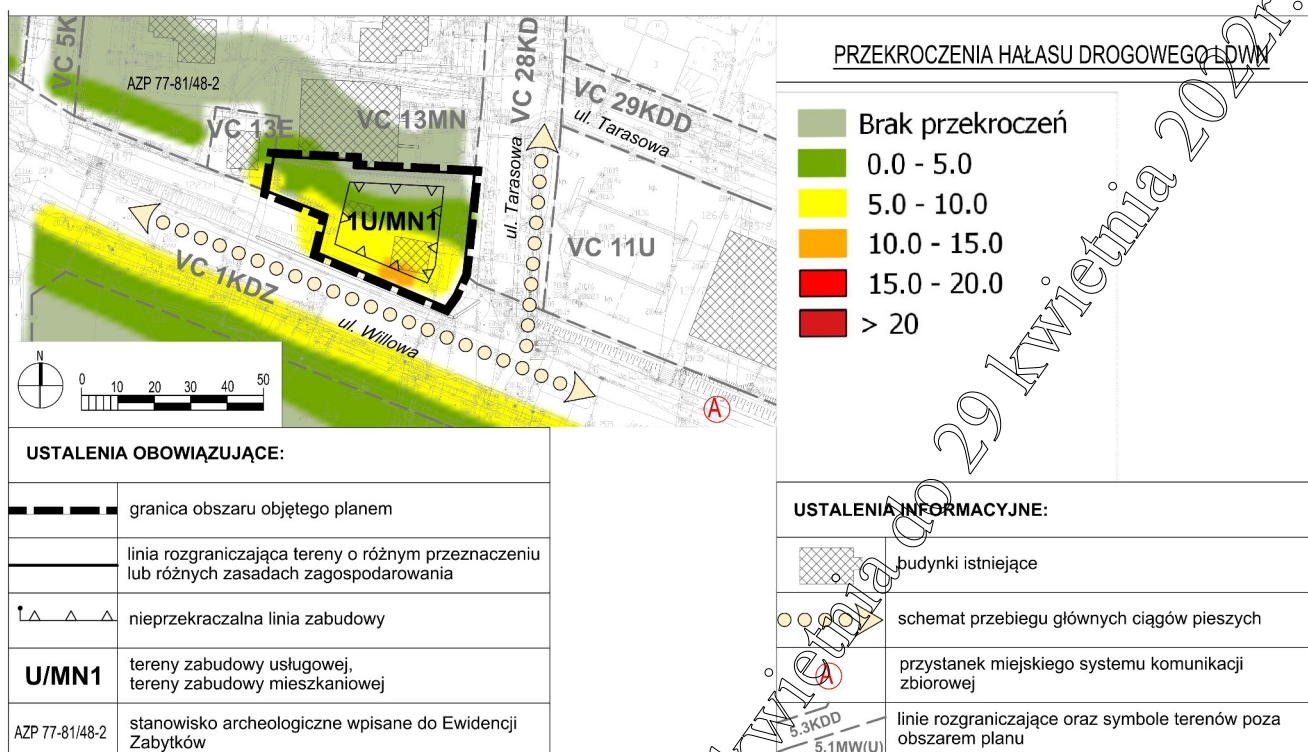 PRZEKROCZENIA HAŁASU DROGOWEGO LDWN
Brak przekroczeń
0.0 - 5.0
5.0 - 10.0
10.0 - 15.0
15.0 - 20.0
> 20
VC 5K
AZP 77-81/48-2
VC 13E
VC 13MN
VC 28KD
VC 29KDD
ul. Tarasowa
ul. Tarasowa
1U/MN1
VC 11U
VC 1KDZ
ul. Willowa
N
0 10 20 30 40 50
A
USTALENIA OBOWIĄZUJĄCE:
granica obszaru objętego planem
linia rozgraniczająca tereny o różnym przeznaczeniu
lub różnych zasadach zagospodarowania
nieprzekraczalna linia zabudowy
U/MN1
tereny zabudowy usługowej,
tereny zabudowy mieszkaniowej
AZP 77-81/48-2
stanowisko archeologiczne wpisane do Ewidencji
Zabytków
USTALENIA INFORMACYJNE:
budynki istniejące
schemat przebiegu głównych ciągów pieszych
A
przystanek miejskiego systemu komunikacji
zbiorowej
5.3KDD
5.1MW(U)
linie rozgraniczające oraz symbole terenów poza
obszarem planu
kwietnia do 29 kwietnia 2022r.